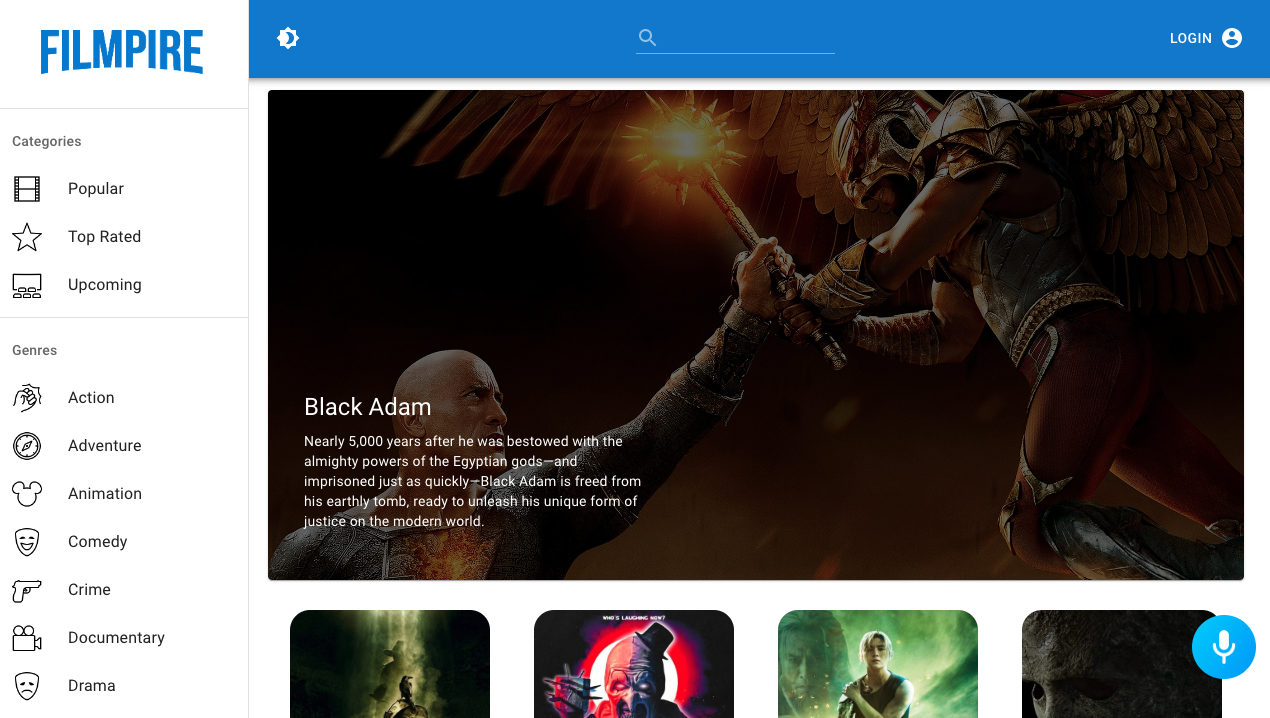 FILMPIRE
LOGIN
Categories
Popular
Top Rated
Upcoming
Genres
Action
Adventure
Animation
Comedy
Crime
Documentary
Drama
Black Adam
Nearly 5,000 years after he was bestowed with the
almighty powers of the Egyptian gods—and
imprisoned just as quickly—Black Adam is freed from
his earthly tomb, ready to unleash his unique form of
justice on the modern world.
WHO'S LAUGHING NOW?